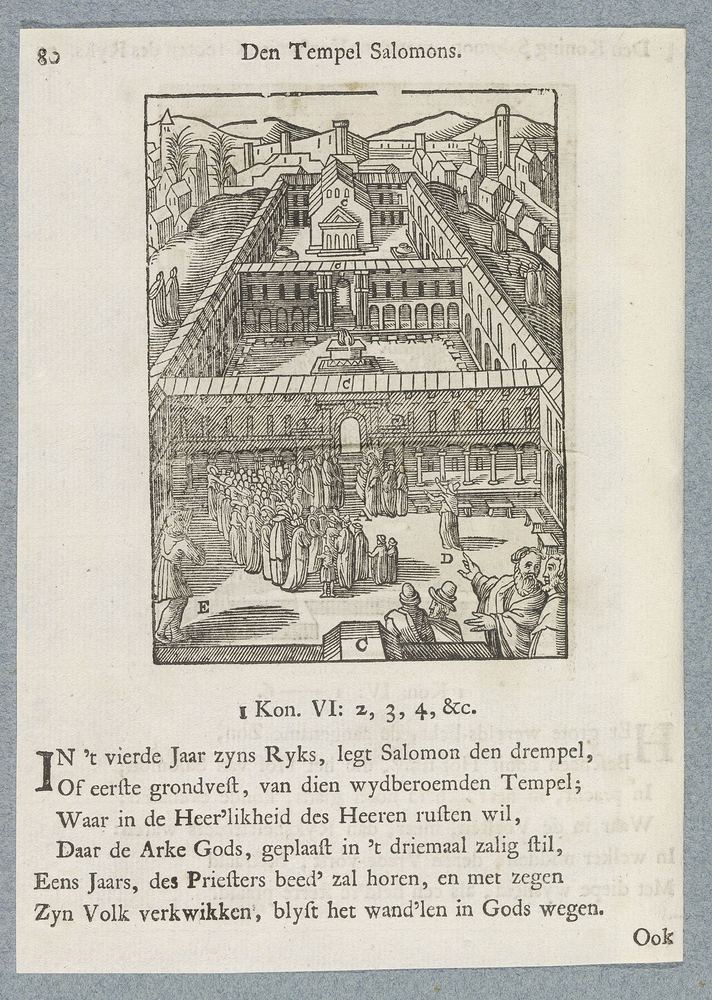 80
Den Tempel Salomons.
C
C
C
D
E
C
1 Kon. VI: 2, 3, 4, &c.
IN 't vierde Jaar zyns Ryks, legt Salomon den drempel,
Of eerſte grondveſt, van dien wydberoemden Tempel;
Waar in de Heer'likheid des Heeren ruſten wil,
Daar de Arke Gods, geplaaſt in 't driemaal zalig ſtil,
Eens Jaars, des Prieſters beed' zal horen, en met zegen
Zyn Volk verkwikken, blyft het wand'len in Gods wegen.
Ook